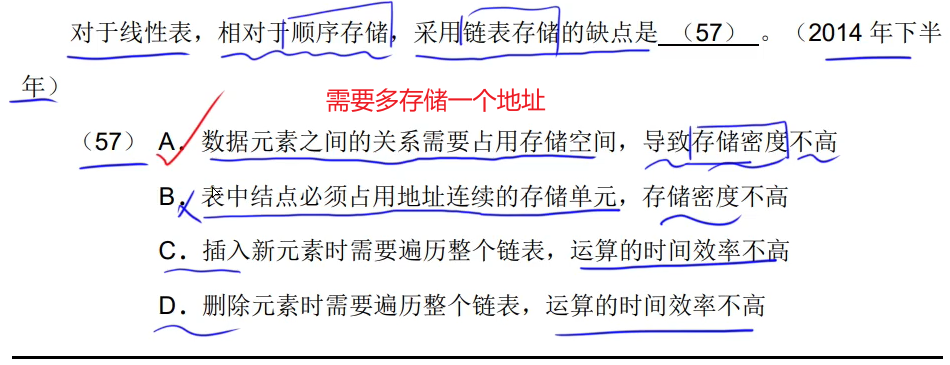 对于线性表，相对于顺序存储，采用链表存储的缺点是 （57） 。（2014 年下半
年）
需要多存储一个地址
（57） A．数据元素之间的关系需要占用存储空间，导致存储密度不高
B．表中结点必须占用地址连续的存储单元，存储密度不高
C．插入新元素时需要遍历整个链表，运算的时间效率不高
D．删除元素时需要遍历整个链表，运算的时间效率不高